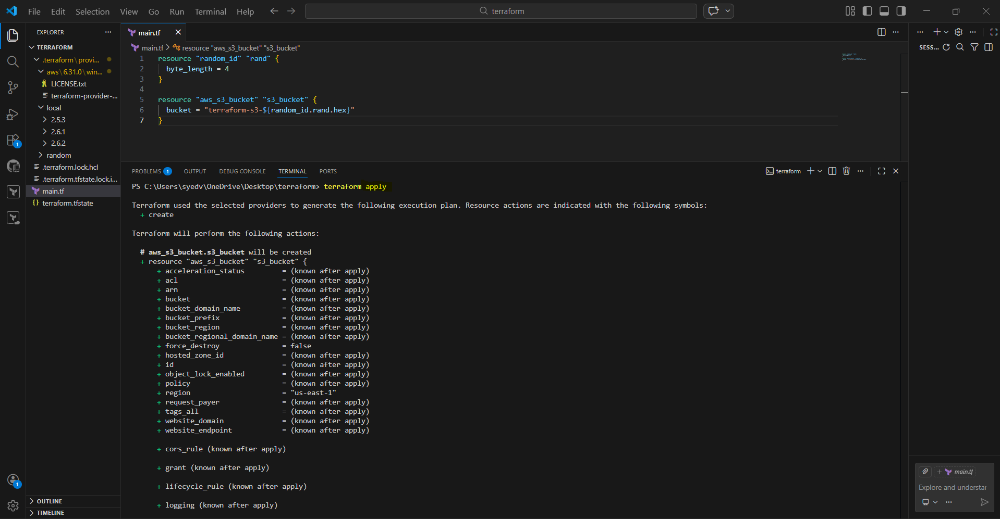 File Edit Selection View Go Run Terminal Help
terraform
EXPLORER
TERRAFORM
.terraform\provi...
aws\6.31.0\win...
LICENSE.txt
terraform-provider-...
local
2.5.3
2.6.1
2.6.2
random
.terraform.lock.hcl
.terraform.tfstate.lock.i...
main.tf
terraform.tfstate
OUTLINE
TIMELINE
1
1
main.tf
main.tf > resource "aws_s3_bucket" "s3_bucket"
1 resource "random_id" "rand" {
2 byte_length = 4
3 }
4
5 resource "aws_s3_bucket" "s3_bucket" {
6 bucket = "terraform-s3-${random_id.rand.hex}"
7 }
PROBLEMS 1 OUTPUT DEBUG CONSOLE TERMINAL PORTS
terraform
PS C:\Users\syedv\OneDrive\Desktop\terraform> terraform apply
Terraform used the selected providers to generate the following execution plan. Resource actions are indicated with the following symbols:
+ create
Terraform will perform the following actions:
# aws_s3_bucket.s3_bucket will be created
+ resource "aws_s3_bucket" "s3_bucket" {
+ acceleration_status = (known after apply)
+ acl = (known after apply)
+ arn = (known after apply)
+ bucket = (known after apply)
+ bucket_domain_name = (known after apply)
+ bucket_prefix = (known after apply)
+ bucket_region = (known after apply)
+ bucket_regional_domain_name = (known after apply)
+ force_destroy = false
+ hosted_zone_id = (known after apply)
+ id = (known after apply)
+ object_lock_enabled = (known after apply)
+ policy = (known after apply)
+ region = "us-east-1"
+ request_payer = (known after apply)
+ tags_all = (known after apply)
+ website_domain = (known after apply)
+ website_endpoint = (known after apply)
+ cors_rule (known after apply)
+ grant (known after apply)
+ lifecycle_rule (known after apply)
+ logging (known after apply)
SESS...
+ main.tf
Explore and understar